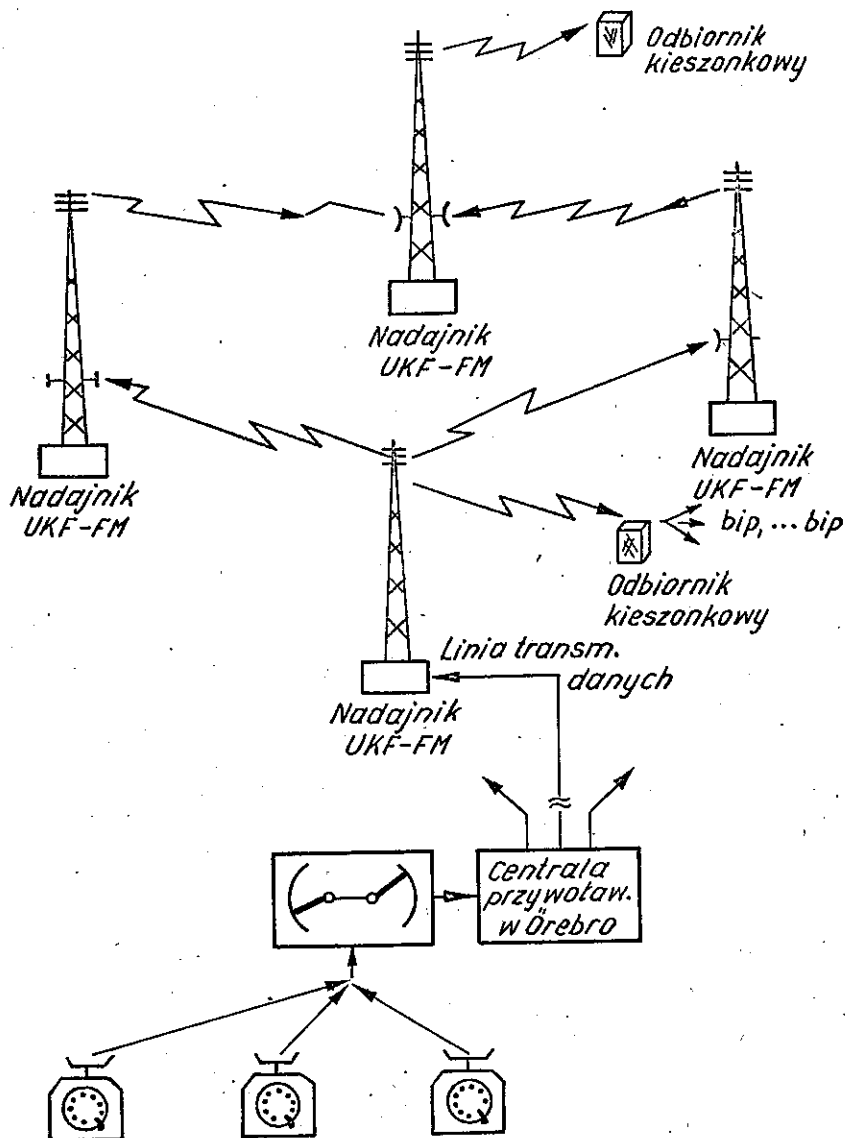 Odbiornik
kieszonkowy
Nadajnik
UKF-FM
Nadajnik
UKF-FM
Nadajnik
UKF-FM
bip, ... bip
Odbiornik
kieszonkowy
Linia transm.
danych
Nadajnik
UKF-FM
Centrala
przywoław.
w Örebro